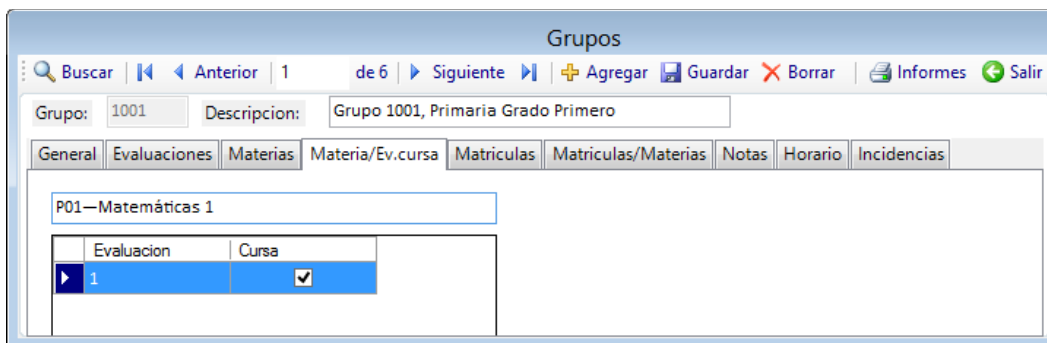 Grupos
Buscar Anterior 1 de 6 Siguiente Agregar Guardar Borrar Informes Salir
Grupo: 1001 Descripcion: Grupo 1001, Primaria Grado Primero
General Evaluaciones Materias Materia/Ev.cursa Matriculas Matriculas/Materias Notas Horario Incidencias
P01—Matemáticas 1
Evaluacion Cursa
1